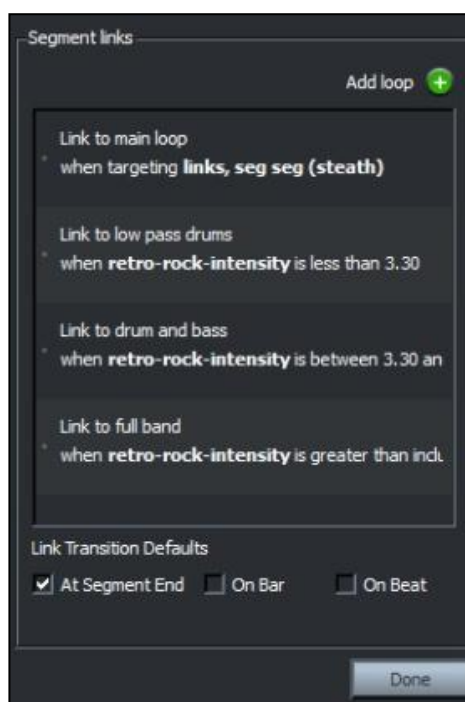 Segment links
Add loop
Link to main loop
when targeting links, seg seg (steath)
Link to low pass drums
when retro-rock-intensity is less than 3.30
Link to drum and bass
when retro-rock-intensity is between 3.30 an
Link to full band
when retro-rock-intensity is greater than inclu
Link Transition Defaults
At Segment End On Bar On Beat
Done